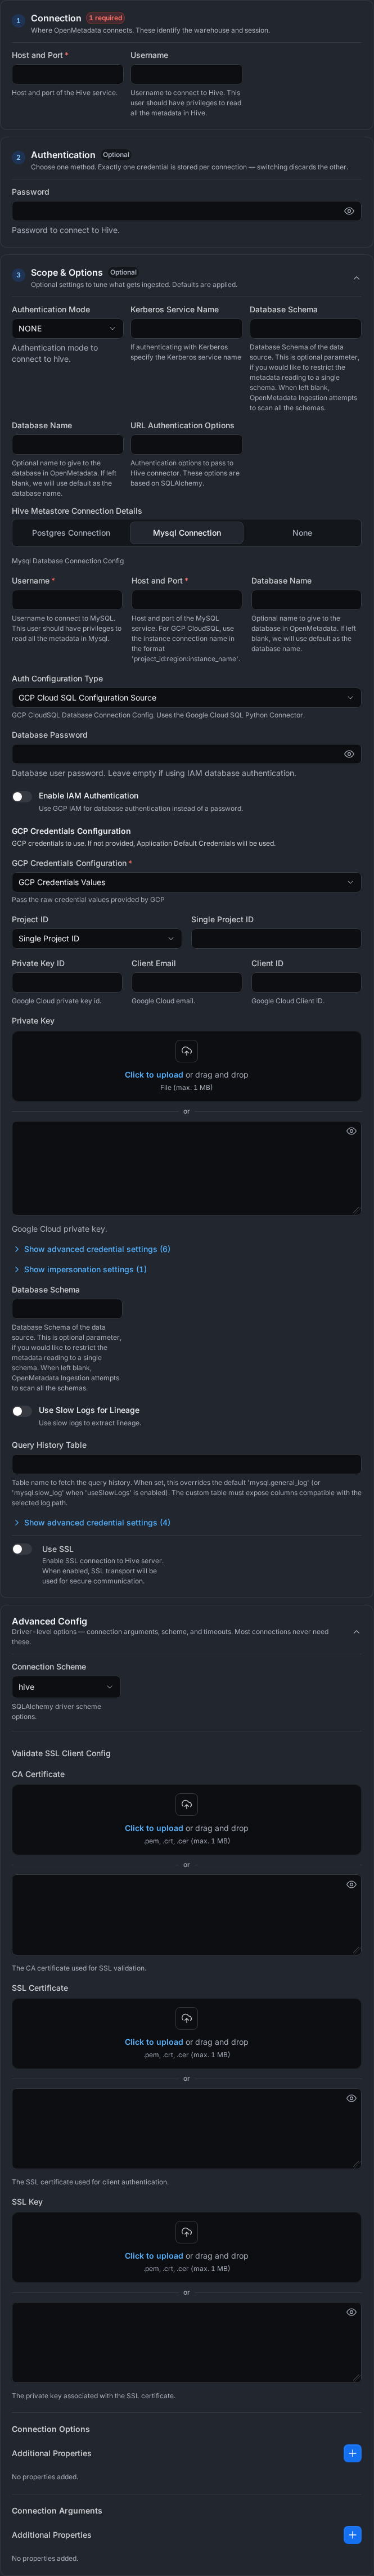 1
Connection
1 required
Where OpenMetadata connects. These identify the warehouse and session.
Host and Port *
Username
Host and port of the Hive service.
Username to connect to Hive. This
user should have privileges to read
all the metadata in Hive.
2
Authentication
Optional
Choose one method. Exactly one credential is stored per connection — switching discards the other.
Password
Password to connect to Hive.
3
Scope & Options
Optional
Optional settings to tune what gets ingested. Defaults are applied.
Authentication Mode
Kerberos Service Name
Database Schema
NONE
Authentication mode to
connect to hive.
If authenticating with Kerberos
specify the Kerberos service name
Database Schema of the data
source. This is optional parameter,
if you would like to restrict the
metadata reading to a single
schema. When left blank,
OpenMetadata Ingestion attempts
to scan all the schemas.
Database Name
URL Authentication Options
Optional name to give to the
database in OpenMetadata. If left
blank, we will use default as the
database name.
Authentication options to pass to
Hive connector. These options are
based on SQLAlchemy.
Hive Metastore Connection Details
Postgres Connection
Mysql Connection
None
Mysql Database Connection Config
Username *
Host and Port *
Database Name
Username to connect to MySQL.
This user should have privileges to
read all the metadata in Mysql.
Host and port of the MySQL
service. For GCP CloudSQL, use
the instance connection name in
the format
'project_id:region:instance_name'.
Optional name to give to the
database in OpenMetadata. If left
blank, we will use default as the
database name.
Auth Configuration Type
GCP Cloud SQL Configuration Source
GCP CloudSQL Database Connection Config. Uses the Google Cloud SQL Python Connector.
Database Password
Database user password. Leave empty if using IAM database authentication.
Enable IAM Authentication
Use GCP IAM for database authentication instead of a password.
GCP Credentials Configuration
GCP credentials to use. If not provided, Application Default Credentials will be used.
GCP Credentials Configuration *
GCP Credentials Values
Pass the raw credential values provided by GCP
Project ID
Single Project ID
Single Project ID
Private Key ID
Client Email
Client ID
Google Cloud private key id.
Google Cloud email.
Google Cloud Client ID.
Private Key
Click to upload or drag and drop
File (max. 1 MB)
or
Google Cloud private key.
Show advanced credential settings (6)
Show impersonation settings (1)
Database Schema
Database Schema of the data
source. This is optional parameter,
if you would like to restrict the
metadata reading to a single
schema. When left blank,
OpenMetadata Ingestion attempts
to scan all the schemas.
Use Slow Logs for Lineage
Use slow logs to extract lineage.
Query History Table
Table name to fetch the query history. When set, this overrides the default 'mysql.general_log' (or
'mysql.slow_log' when 'useSlowLogs' is enabled). The custom table must expose columns compatible with the
selected log path.
Show advanced credential settings (4)
Use SSL
Enable SSL connection to Hive server.
When enabled, SSL transport will be
used for secure communication.
Advanced Config
Driver-level options — connection arguments, scheme, and timeouts. Most connections never need
these.
Connection Scheme
hive
SQLAlchemy driver scheme
options.
Validate SSL Client Config
CA Certificate
Click to upload or drag and drop
.pem, .crt, .cer (max. 1 MB)
or
The CA certificate used for SSL validation.
SSL Certificate
Click to upload or drag and drop
.pem, .crt, .cer (max. 1 MB)
or
The SSL certificate used for client authentication.
SSL Key
Click to upload or drag and drop
.pem, .crt, .cer (max. 1 MB)
or
The private key associated with the SSL certificate.
Connection Options
Additional Properties
No properties added.
Connection Arguments
Additional Properties
No properties added.